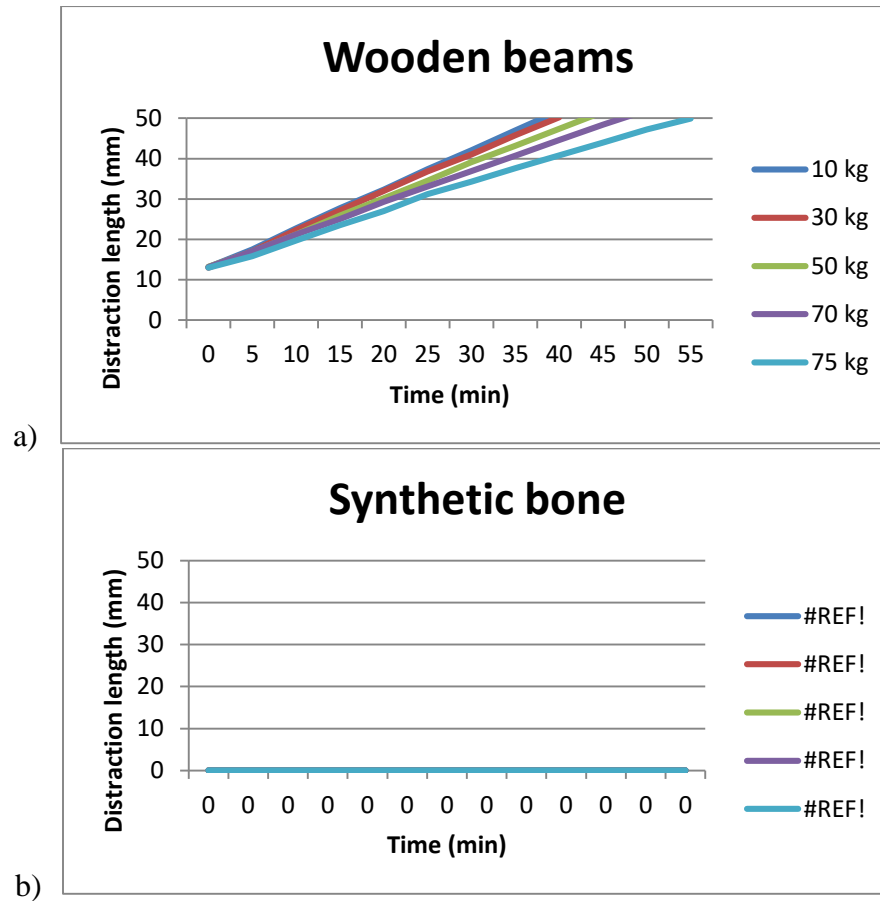 Wooden beams
Distraction length (mm)
50
40
30
20
10
0
0 5 10 15 20 25 30 35 40 45 50 55
Time (min)
10 kg
30 kg
50 kg
70 kg
75 kg
a)
Synthetic bone
Distraction length (mm)
50
40
30
20
10
0
0 0 0 0 0 0 0 0 0 0 0 0 0
Time (min)
#REF!
#REF!
#REF!
#REF!
#REF!
b)